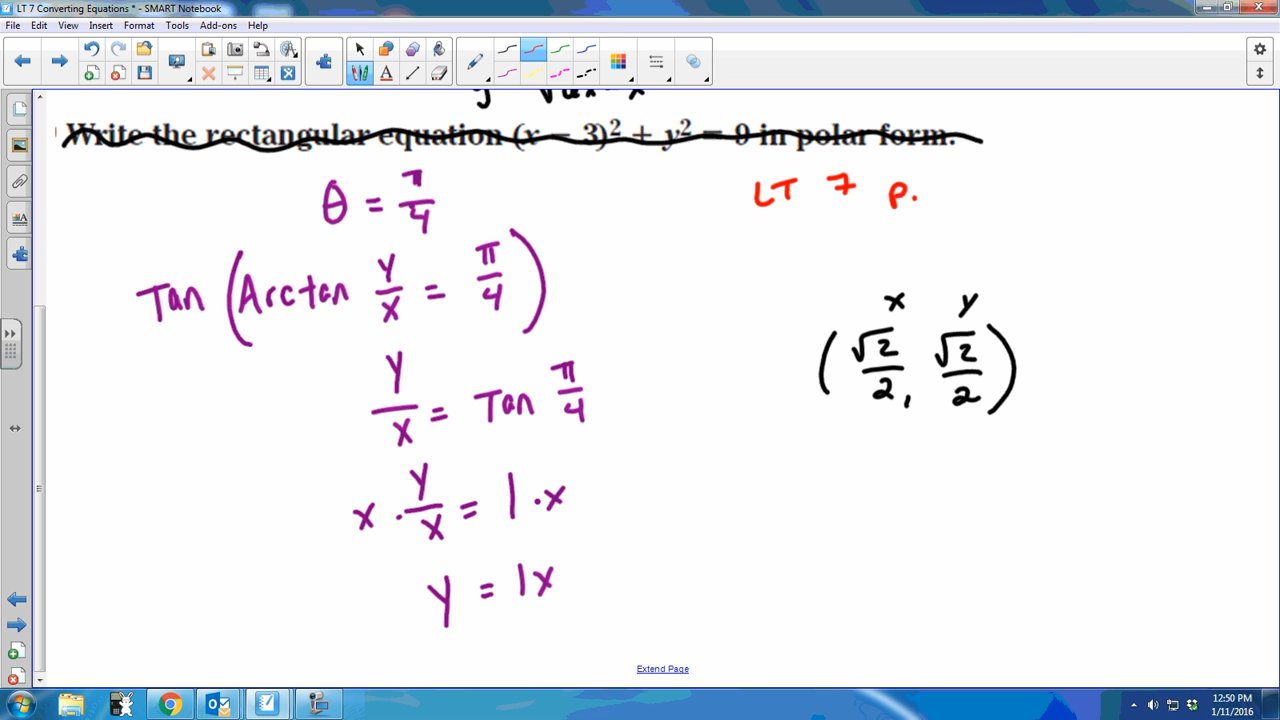 LT 7 Converting Equations * - SMART Notebook
File Edit View Insert Format Tools Add-ons Help
Write the rectangular equation (x − 3)² + y² = 9 in polar form.
LT 7 p.
θ = π/4
Tan (Arctan y/x = π/4)
x y
(√2/2, √2/2)
y/x = Tan π/4
x · y/x = 1 · x
y = 1x
Extend Page
12:50 PM
1/11/2016